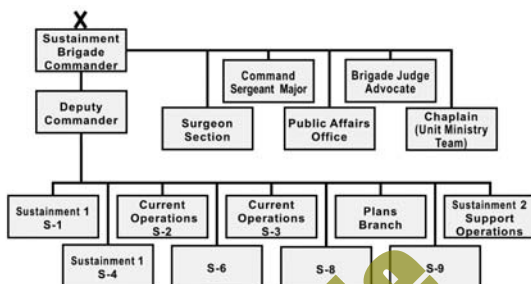 X
Sustainment
Brigade
Commander
Command
Sergeant Major
Brigade Judge
Advocate
Deputy
Commander
Surgeon
Section
Public Affairs
Office
Chaplain
(Unit Ministry
Team)
Sustainment 1
S-1
Current
Operations
S-2
Current
Operations
S-3
Plans
Branch
Sustainment 2
Support
Operations
Sustainment 1
S-4
S-6
S-8
S-9